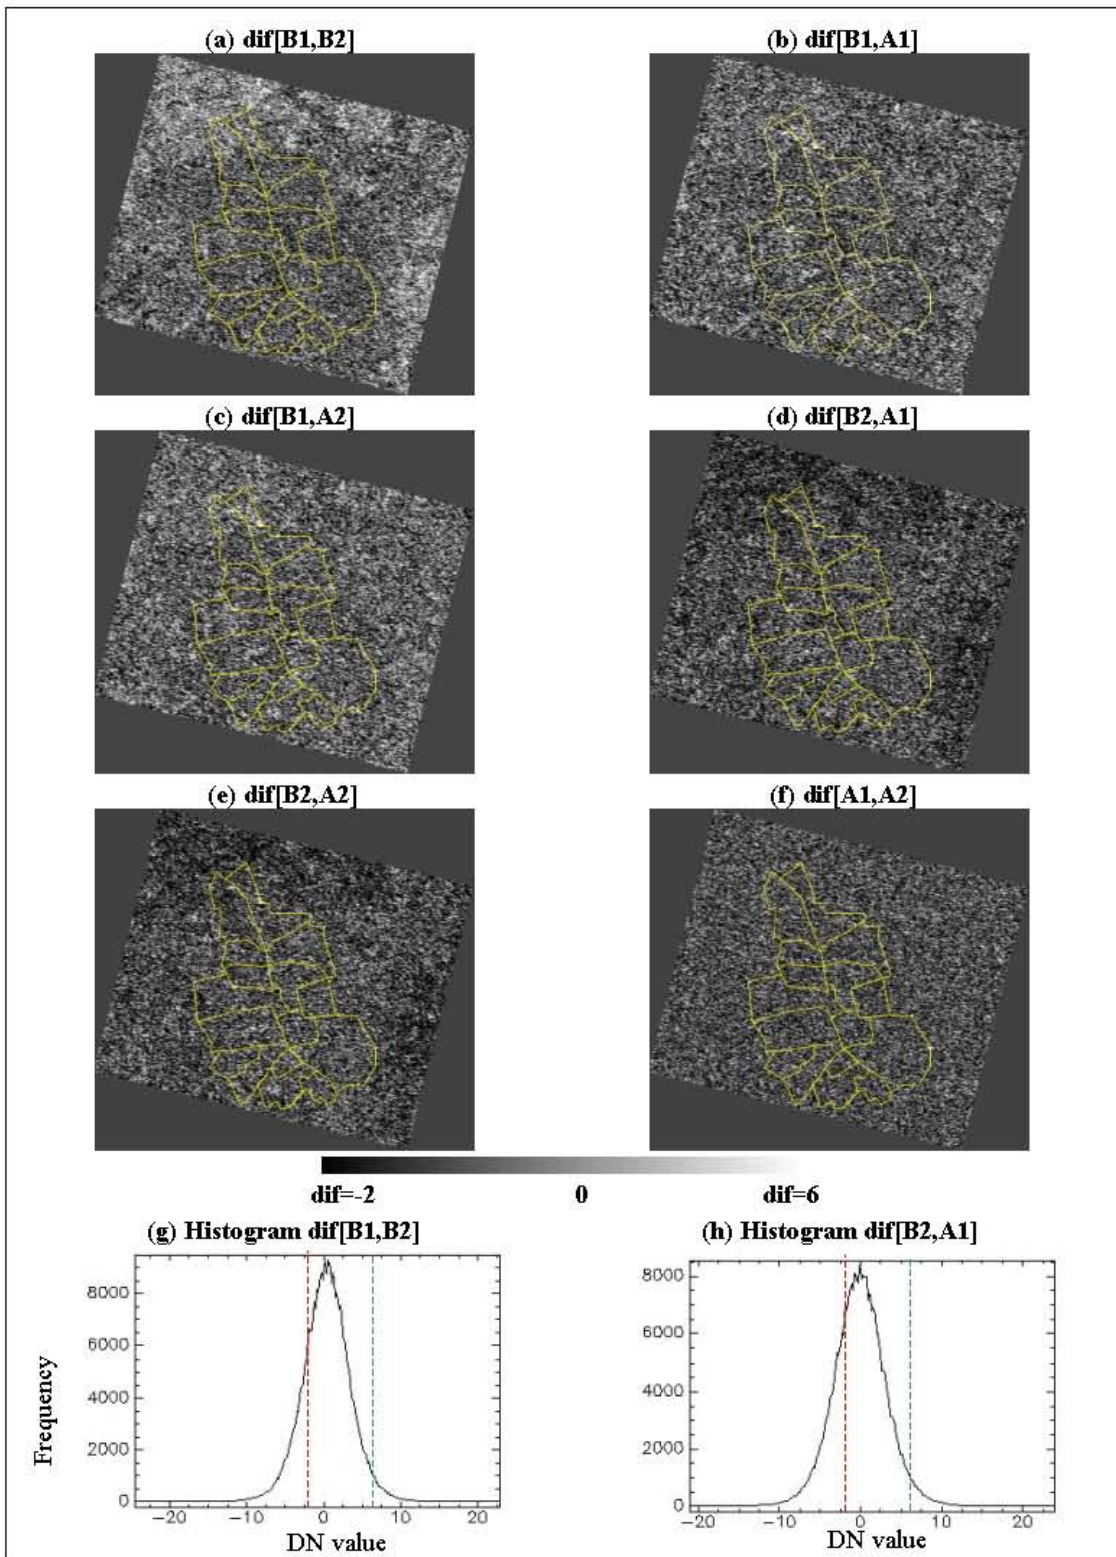 (a) dif[B1,B2]
(b) dif[B1,A1]
(c) dif[B1,A2]
(d) dif[B2,A1]
(e) dif[B2,A2]
(f) dif[A1,A2]
dif=-2 0 dif=6
(g) Histogram dif[B1,B2]
(h) Histogram dif[B2,A1]
Frequency
8000
6000
4000
2000
0
-20 -10 0 10 20
DN value
8000
6000
4000
2000
0
-20 -10 0 10 20
DN value